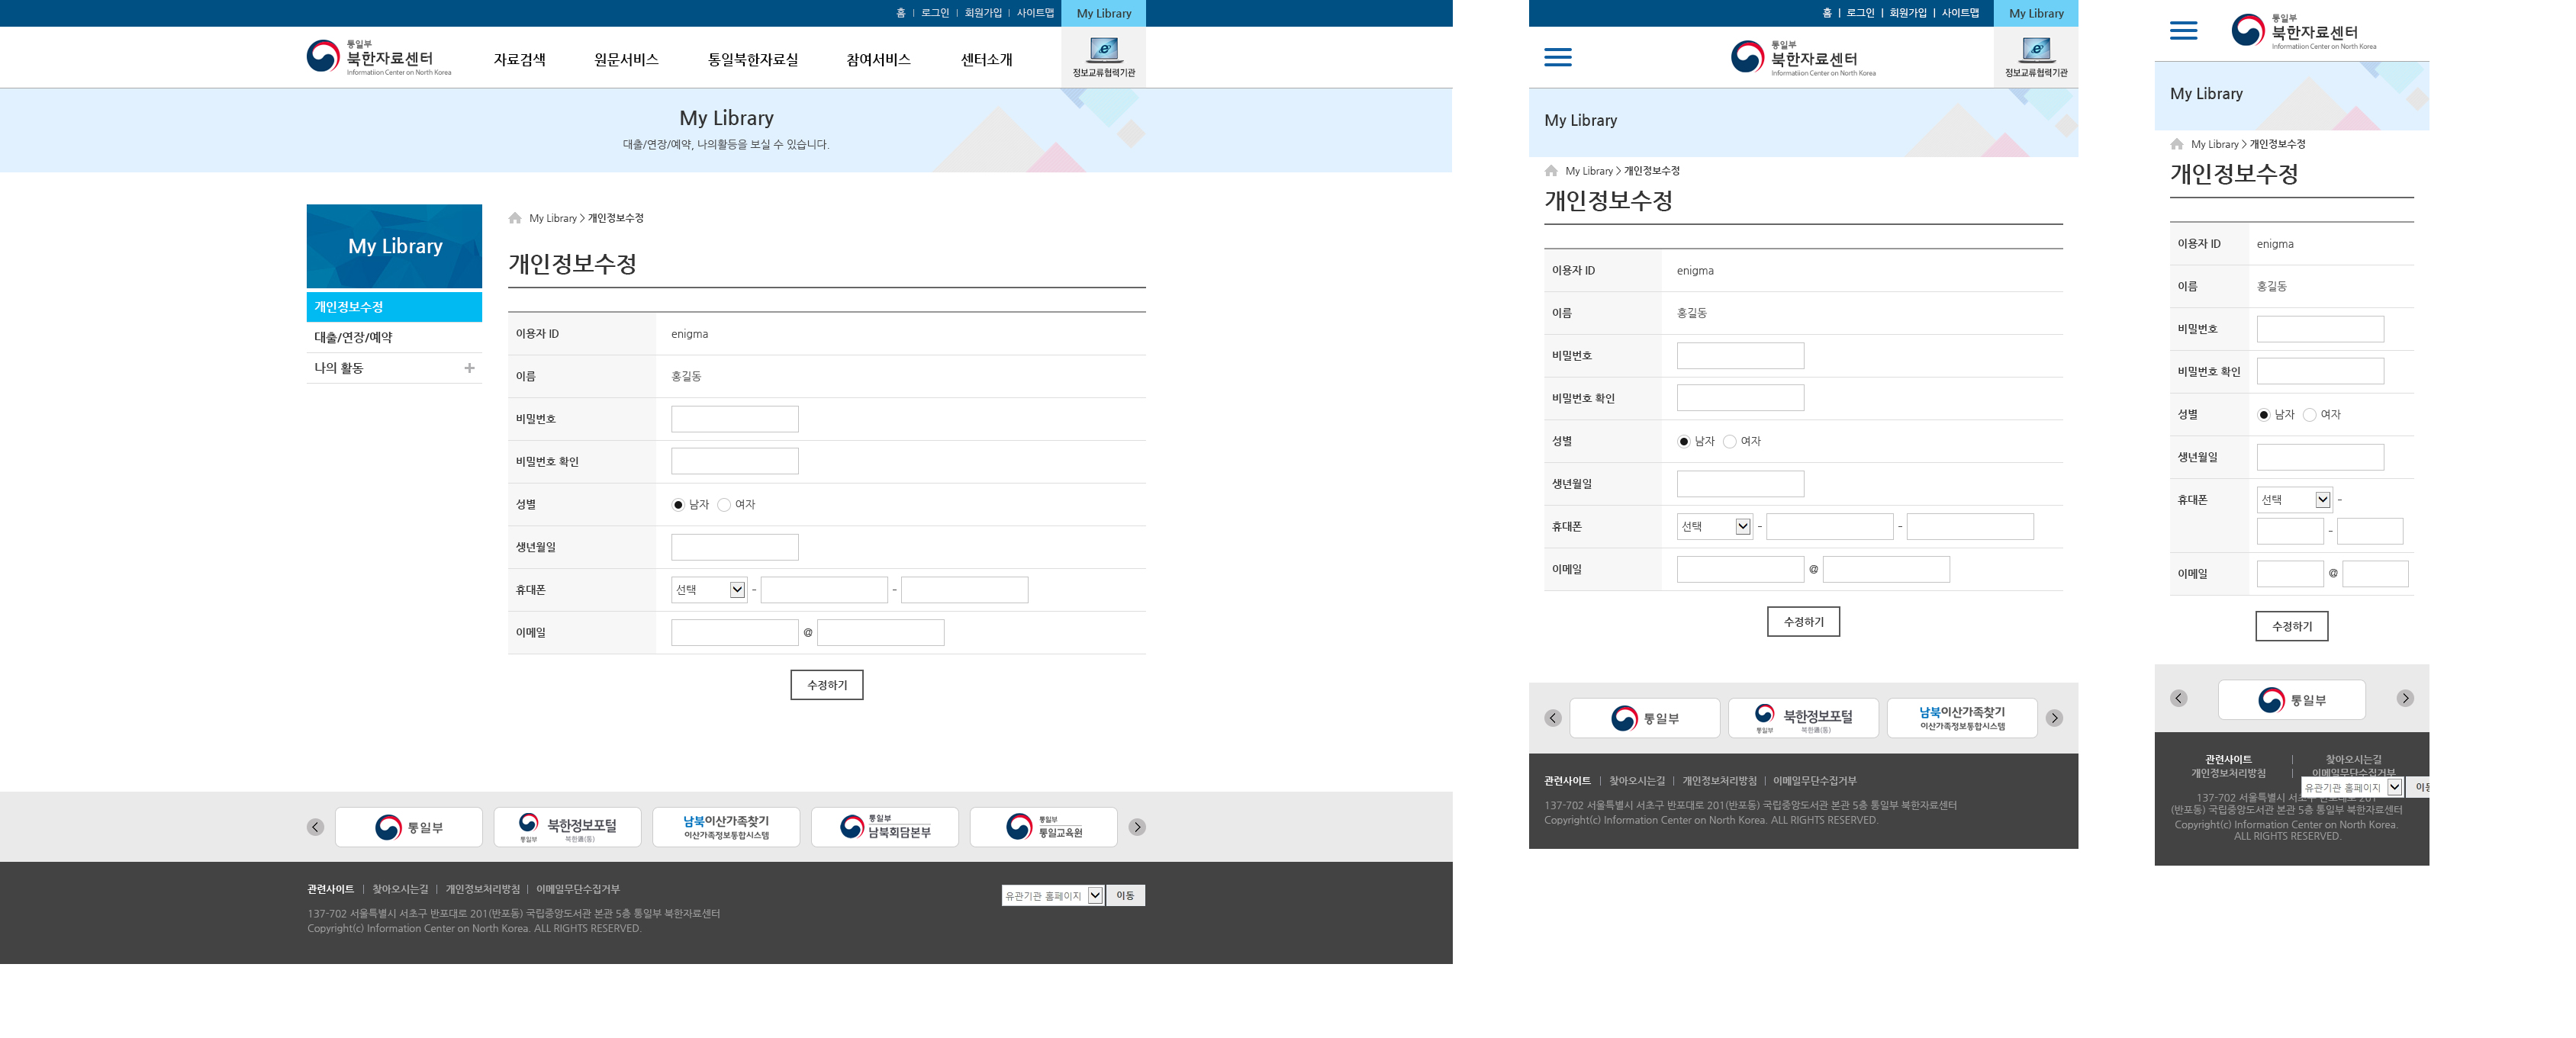 홈 | 로그인 | 회원가입 | 사이트맵 My Library
통일부
북한자료센터
Information Center on North Korea
자료검색 원문서비스 통일북한자료실 참여서비스 센터소개
정보교류협력기관
My Library
대출/연장/예약, 나의활동을 보실 수 있습니다.
My Library
개인정보수정
대출/연장/예약
나의 활동
My Library > 개인정보수정
개인정보수정
이용자 ID enigma
이름 홍길동
비밀번호
비밀번호 확인
성별 남자 여자
생년월일
휴대폰 선택 - -
이메일 @
수정하기
통일부
통일부 북한정보포털 북한通(통)
남북이산가족찾기
이산가족정보통합시스템
통일부
남북회담본부
통일부
통일교육원
관련사이트 | 찾아오시는길 | 개인정보처리방침 | 이메일무단수집거부
137-702 서울특별시 서초구 반포대로 201(반포동) 국립중앙도서관 본관 5층 통일부 북한자료센터
Copyright(c) Information Center on North Korea. ALL RIGHTS RESERVED.
유관기관 홈페이지 이동
홈 | 로그인 | 회원가입 | 사이트맵 My Library
통일부
북한자료센터
Information Center on North Korea
정보교류협력기관
My Library
My Library > 개인정보수정
개인정보수정
이용자 ID enigma
이름 홍길동
비밀번호
비밀번호 확인
성별 남자 여자
생년월일
휴대폰 선택 - -
이메일 @
수정하기
통일부
통일부 북한정보포털 북한通(통)
남북이산가족찾기
이산가족정보통합시스템
관련사이트 | 찾아오시는길 | 개인정보처리방침 | 이메일무단수집거부
137-702 서울특별시 서초구 반포대로 201(반포동) 국립중앙도서관 본관 5층 통일부 북한자료센터
Copyright(c) Information Center on North Korea. ALL RIGHTS RESERVED.
통일부
북한자료센터
Information Center on North Korea
My Library
My Library > 개인정보수정
개인정보수정
이용자 ID enigma
이름 홍길동
비밀번호
비밀번호 확인
성별 남자 여자
생년월일
휴대폰 선택 -
-
이메일 @
수정하기
통일부
관련사이트 | 찾아오시는길
개인정보처리방침 | 이메일무단수집거부
유관기관 홈페이지
137-702 서울특별시 서초구 반포대로 201
(반포동) 국립중앙도서관 본관 5층 통일부 북한자료센터
Copyright(c) Information Center on North Korea.
ALL RIGHTS RESERVED.